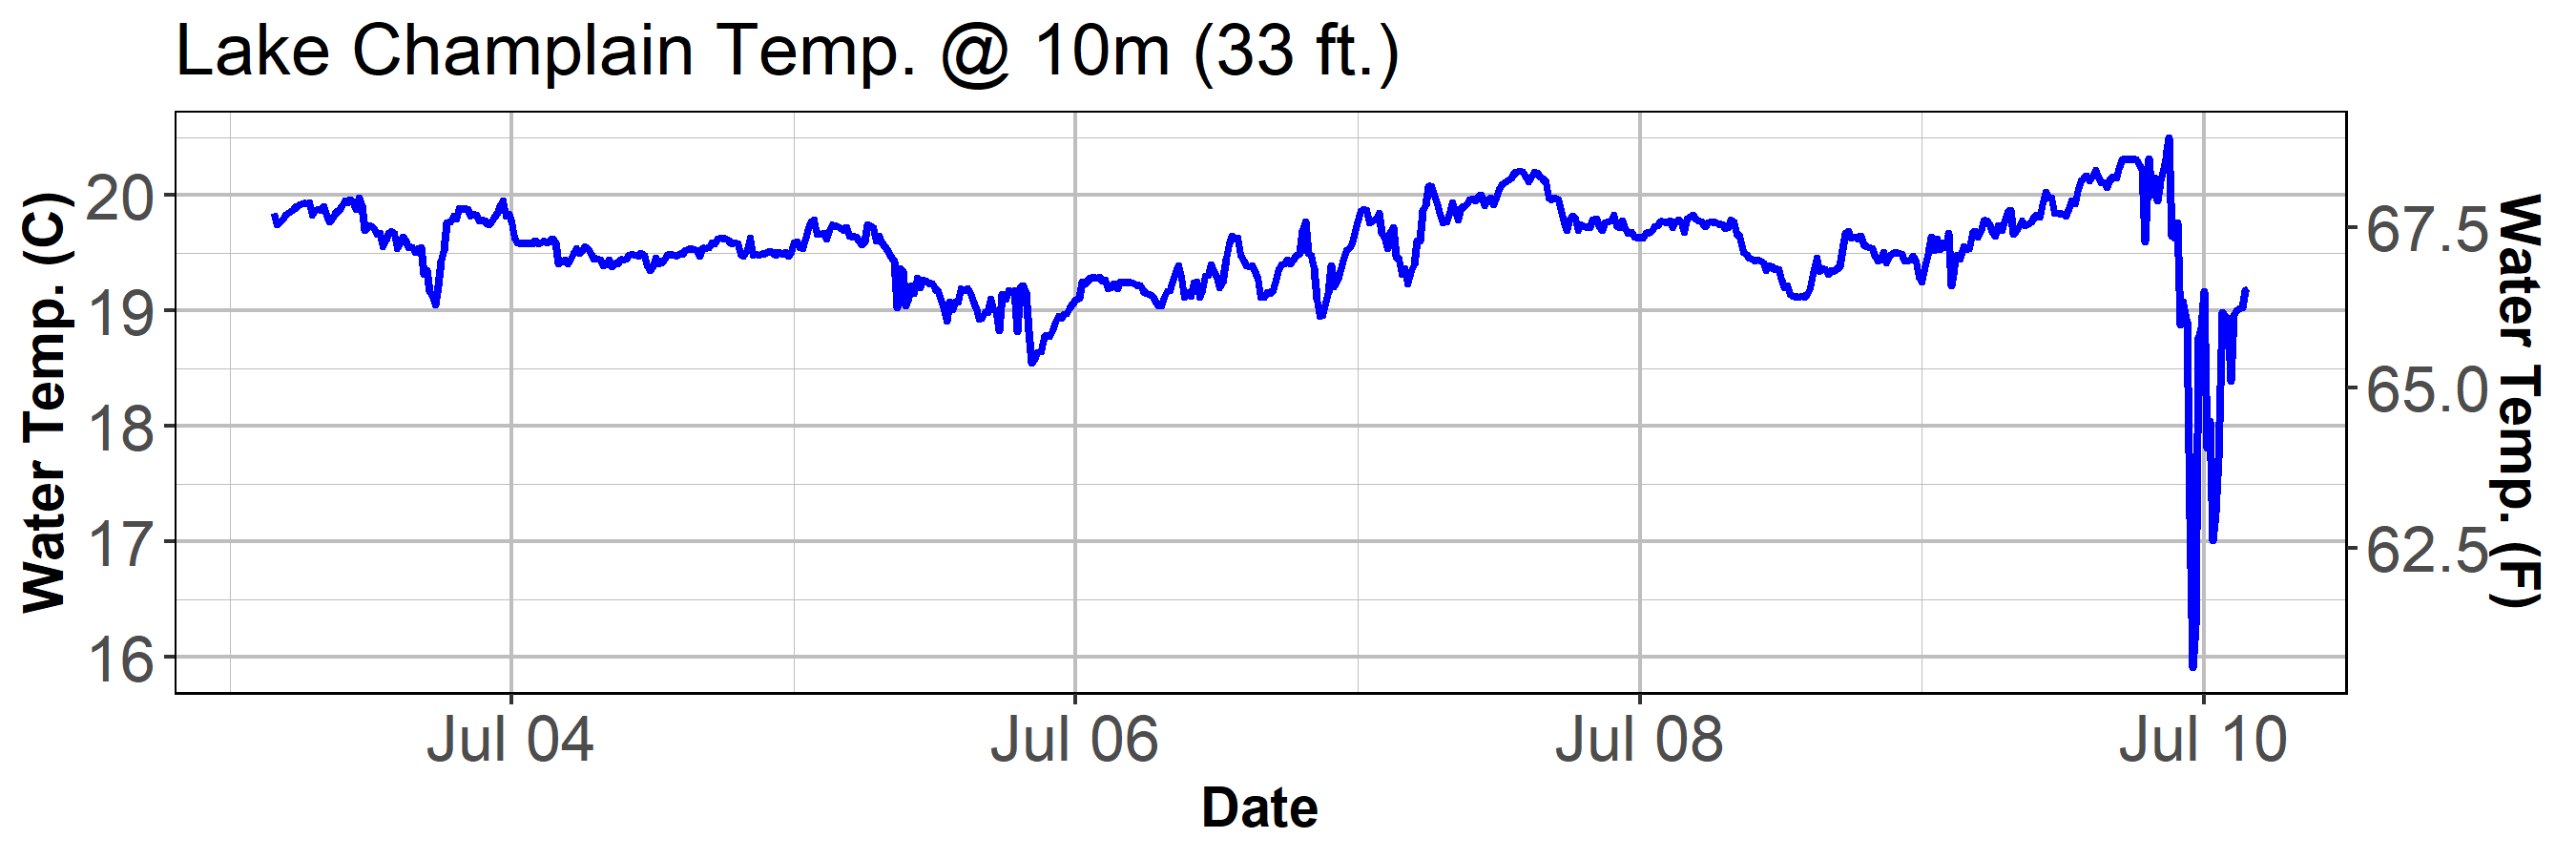 Lake Champlain Temp. @ 10m (33 ft.)
Water Temp. (C)
20
19
18
17
16
67.5
65.0
62.5
Water Temp. (F)
Jul 04 Jul 06 Jul 08 Jul 10
Date